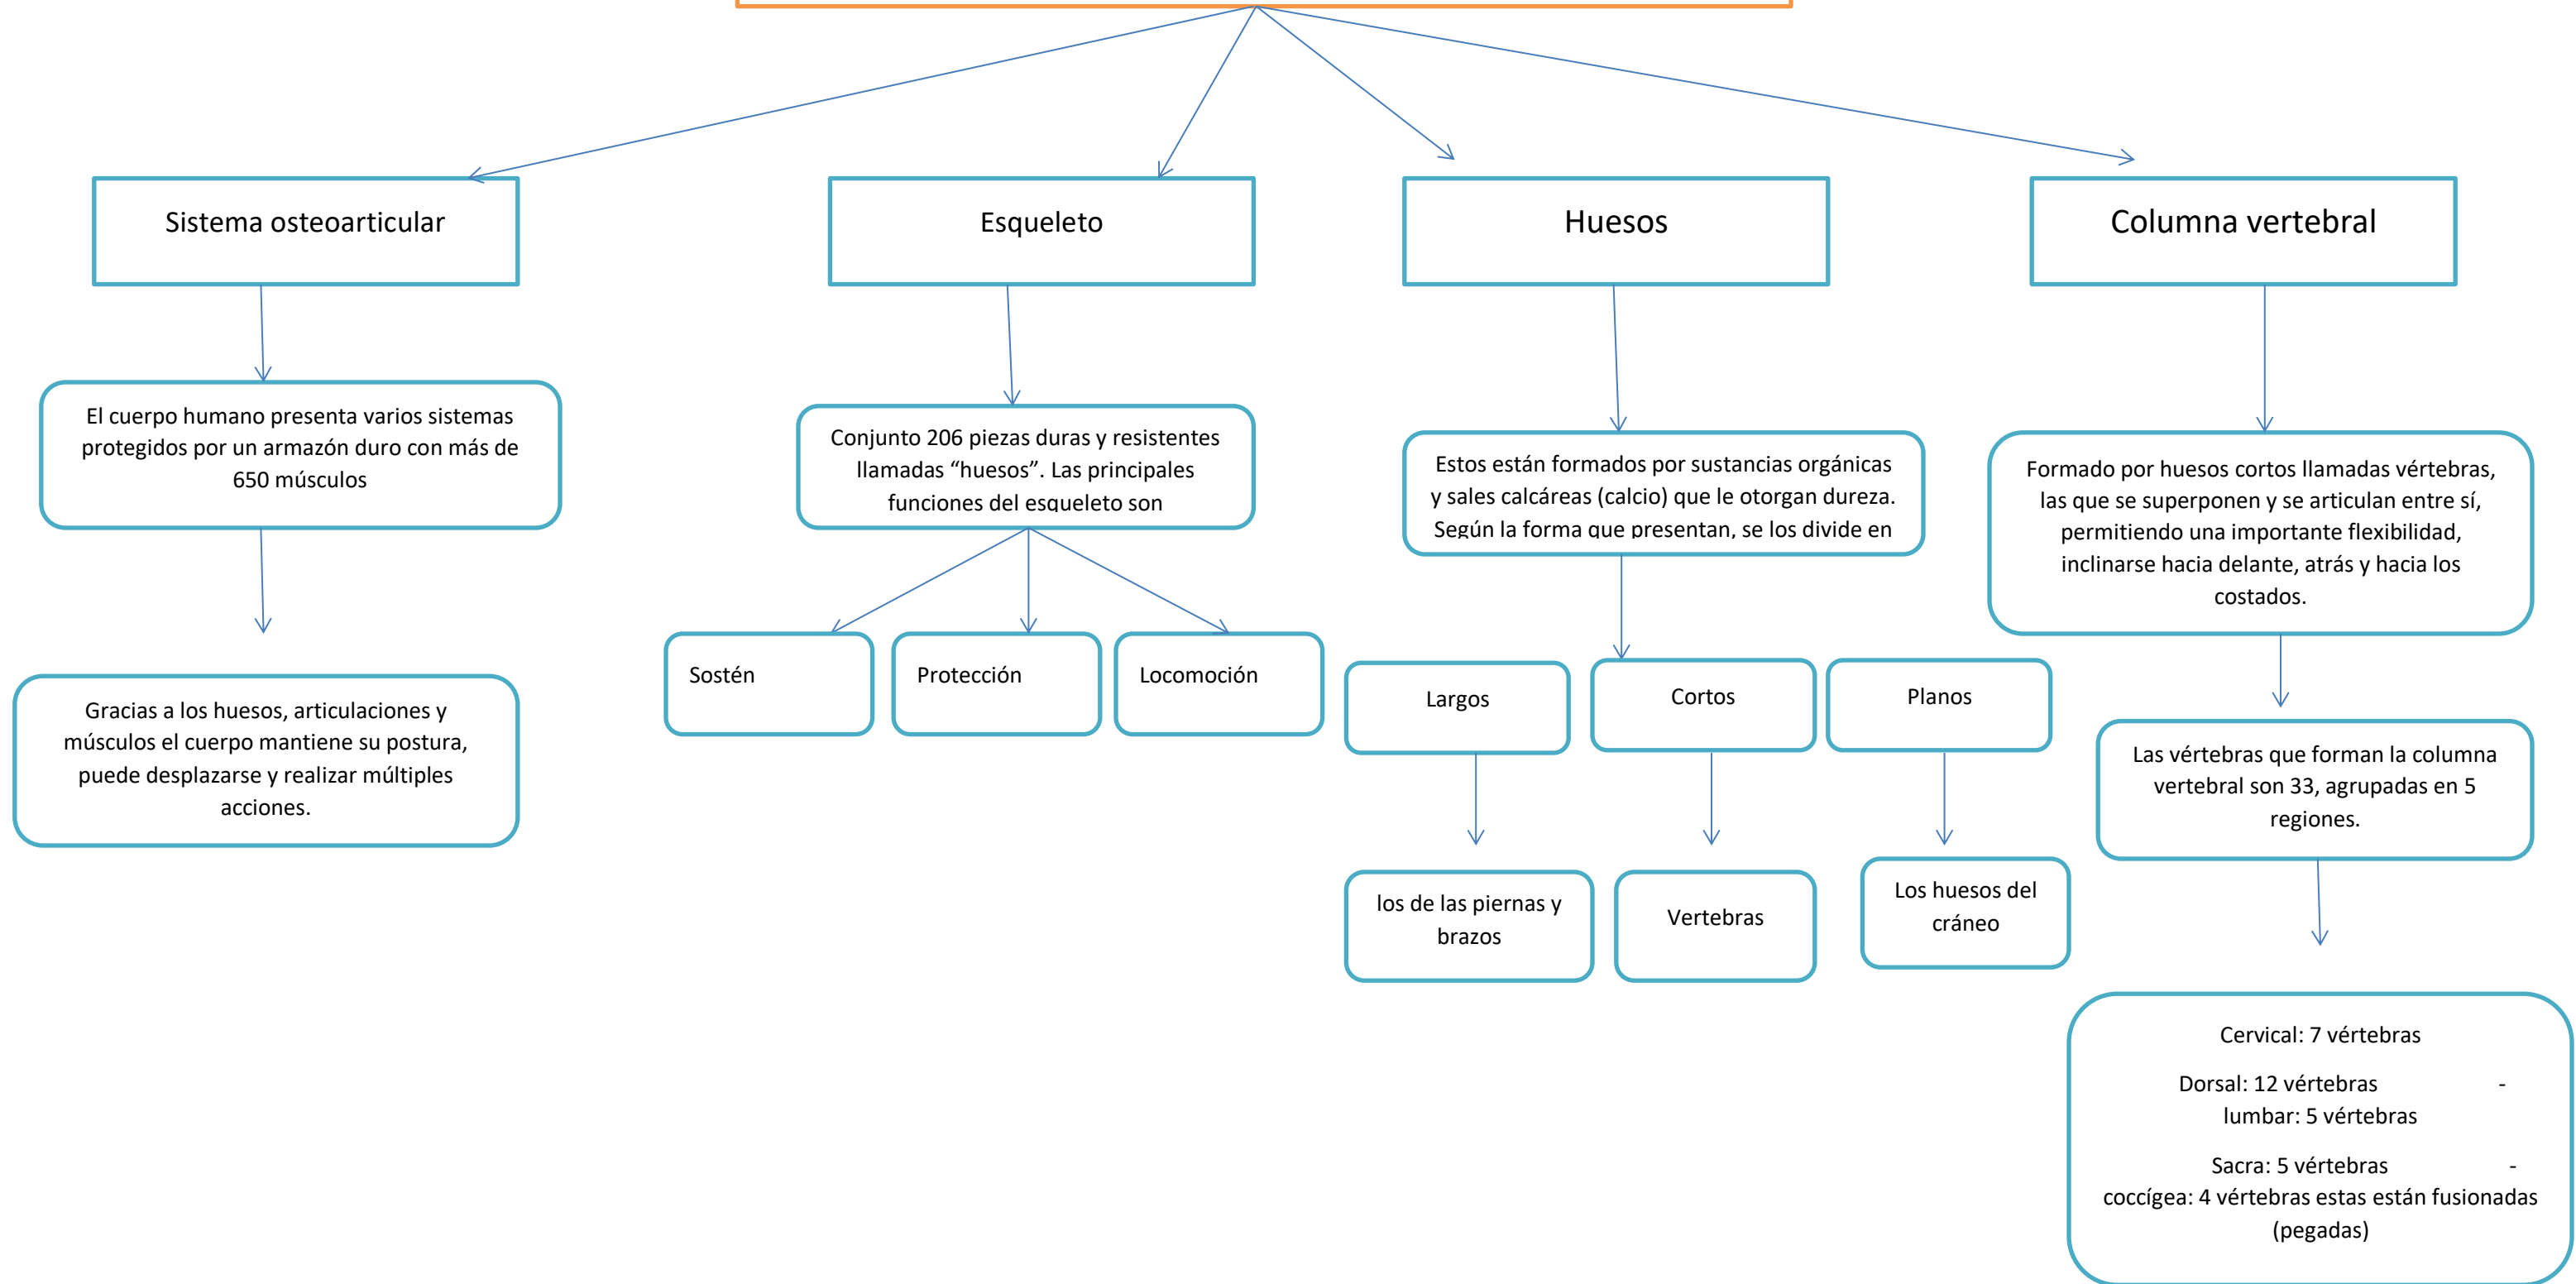 Sistema osteoarticular
Esqueleto
Huesos
Columna vertebral
El cuerpo humano presenta varios sistemas
protegidos por un armazón duro con más de
650 músculos
Conjunto 206 piezas duras y resistentes
llamadas “huesos”. Las principales
funciones del esqueleto son
Estos están formados por sustancias orgánicas
y sales calcáreas (calcio) que le otorgan dureza.
Según la forma que presentan, se los divide en
Formado por huesos cortos llamadas vértebras,
las que se superponen y se articulan entre sí,
permitiendo una importante flexibilidad,
inclinarse hacia delante, atrás y hacia los
costados.
Gracias a los huesos, articulaciones y
músculos el cuerpo mantiene su postura,
puede desplazarse y realizar múltiples
acciones.
Sostén
Protección
Locomoción
Largos
Cortos
Planos
los de las piernas y
brazos
Vertebras
Los huesos del
cráneo
Las vértebras que forman la columna
vertebral son 33, agrupadas en 5
regiones.
Cervical: 7 vértebras
Dorsal: 12 vértebras -
lumbar: 5 vértebras
Sacra: 5 vértebras -
coccígea: 4 vértebras estas están fusionadas
(pegadas)